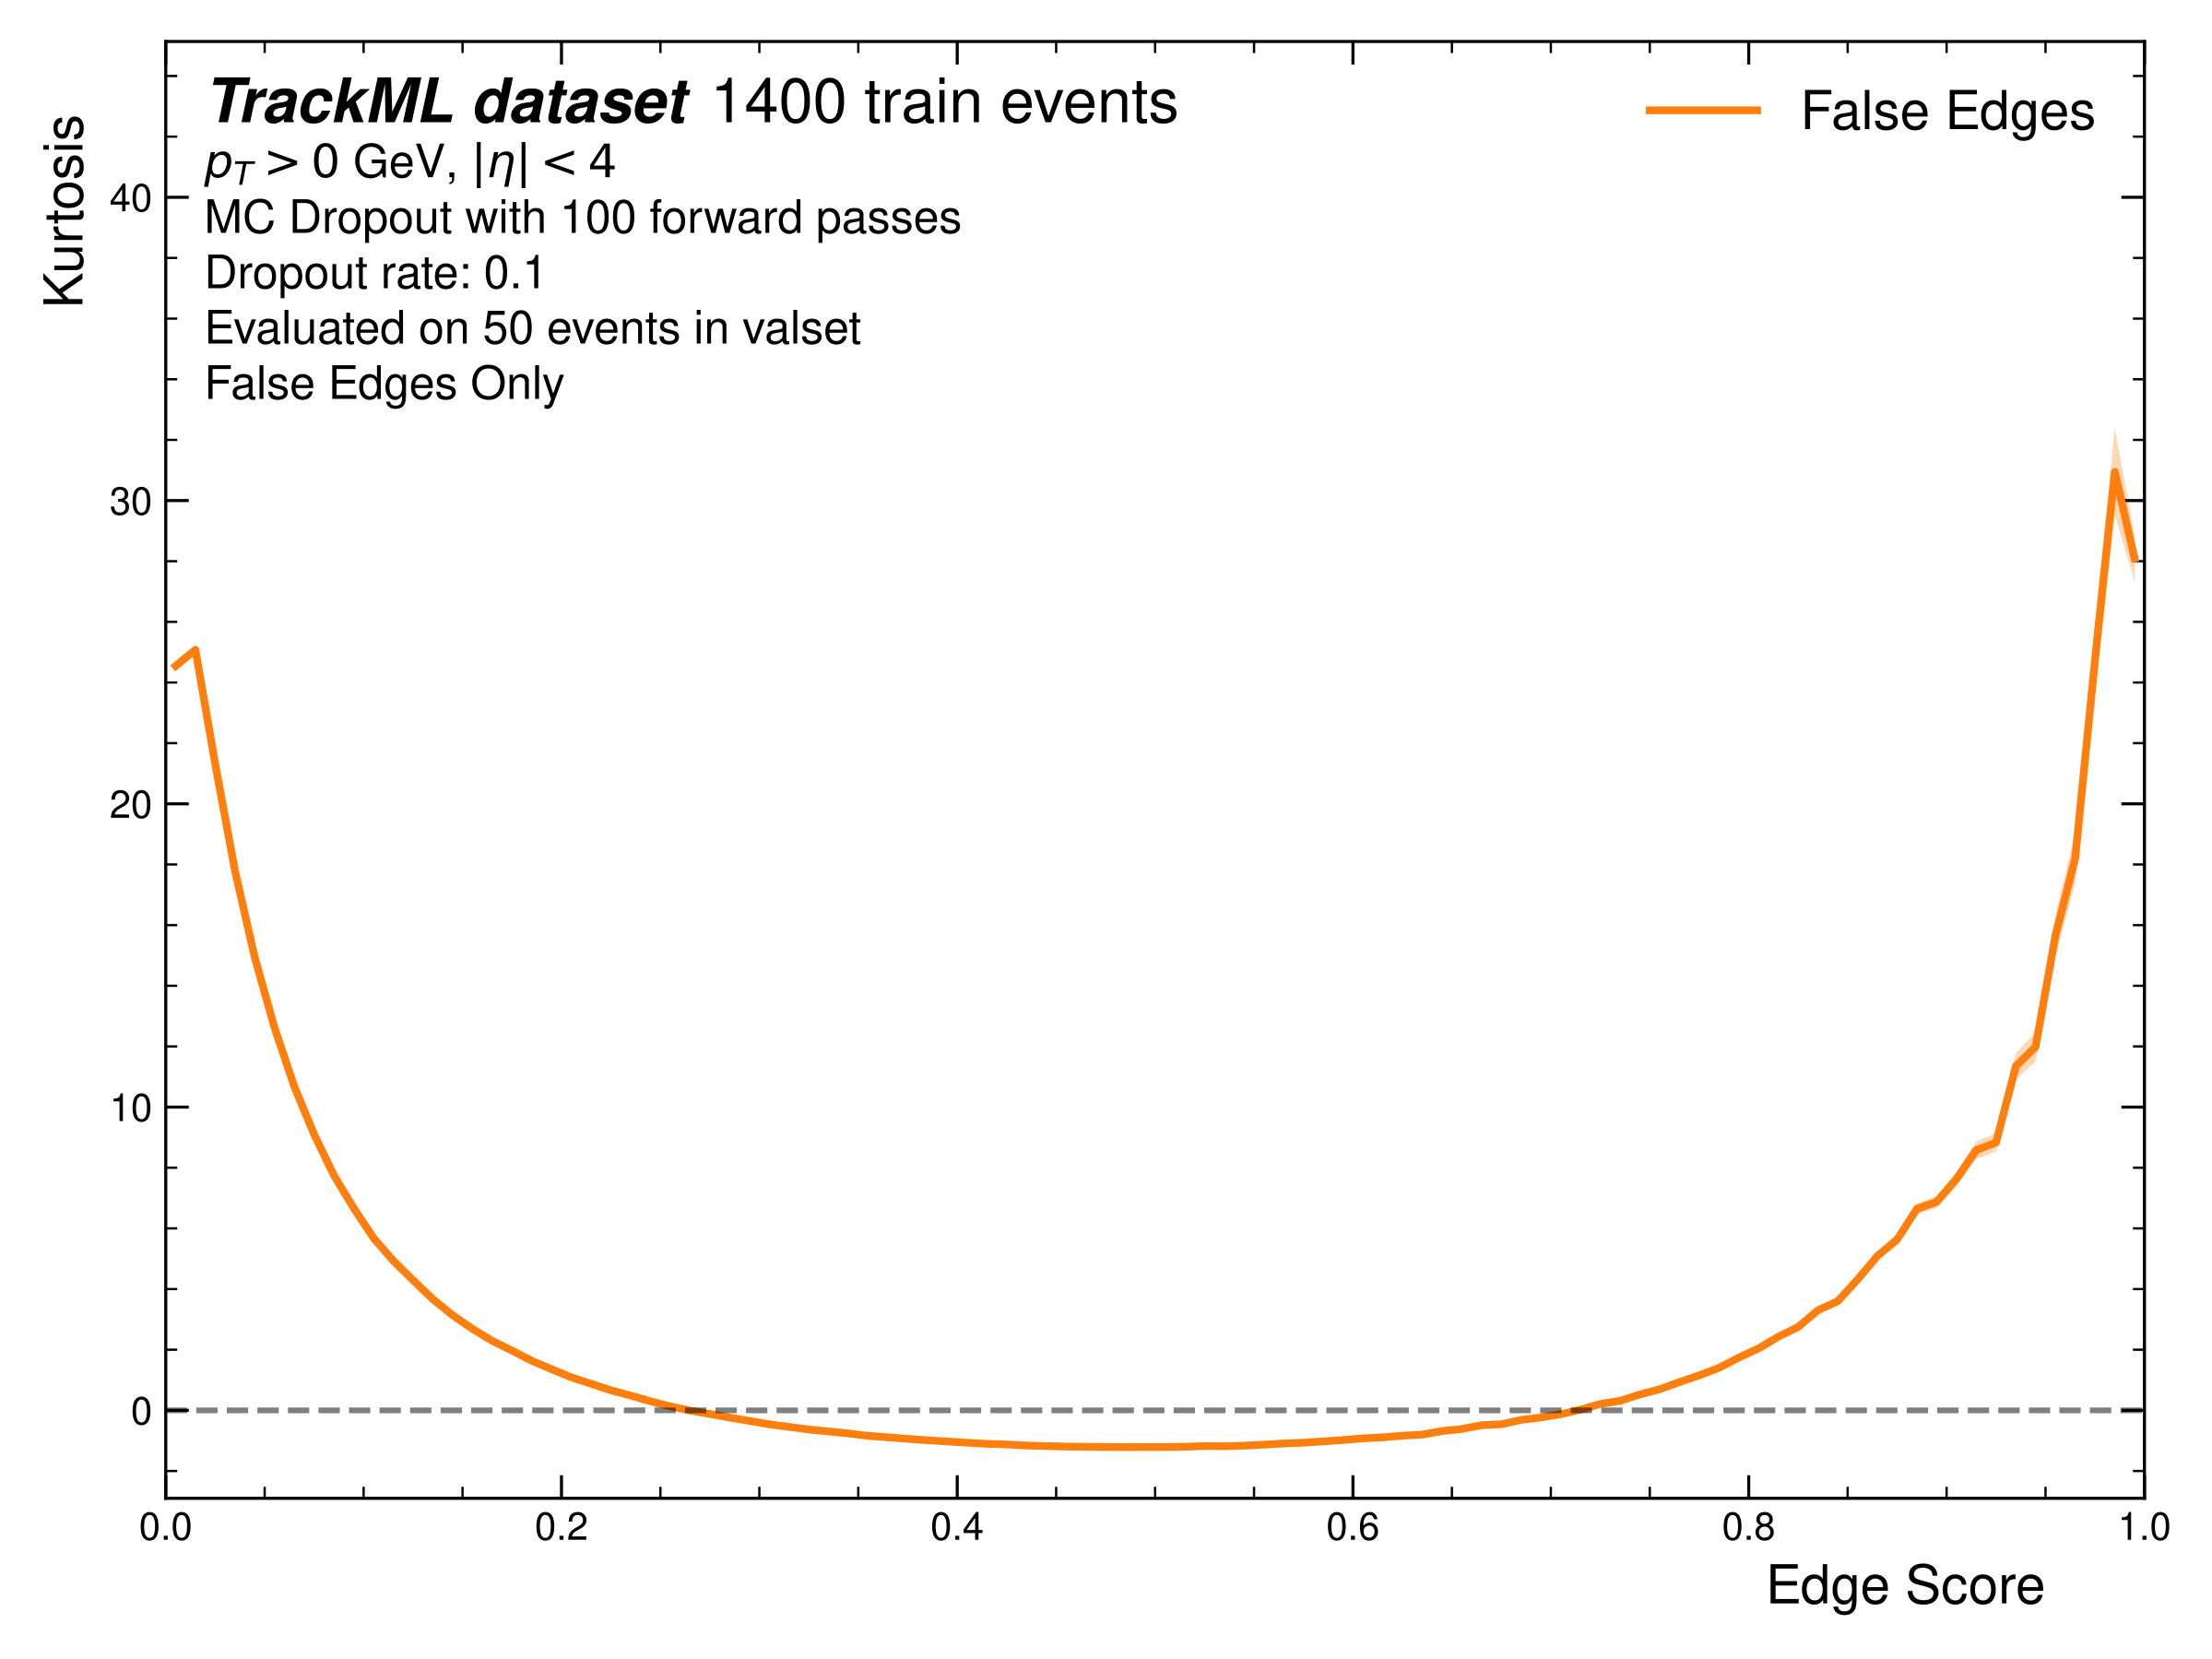 TrackML dataset 1400 train events
False Edges
p_T > 0 GeV, |η| < 4
MC Dropout with 100 forward passes
Dropout rate: 0.1
Evaluated on 50 events in valset
False Edges Only
Kurtosis
40
30
20
10
0
0.0 0.2 0.4 0.6 0.8 1.0
Edge Score